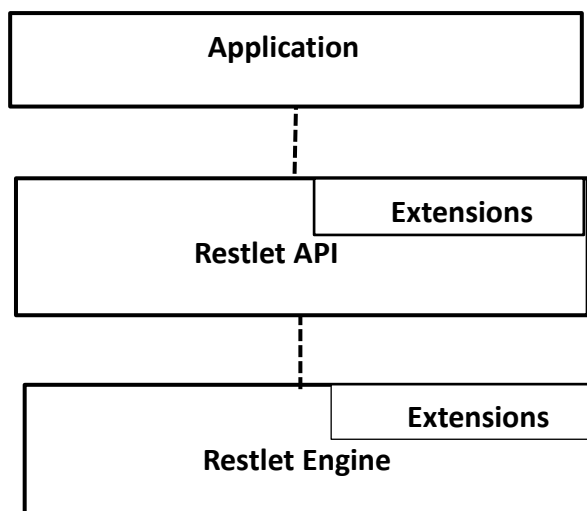 Application
Extensions
Restlet API
Extensions
Restlet Engine